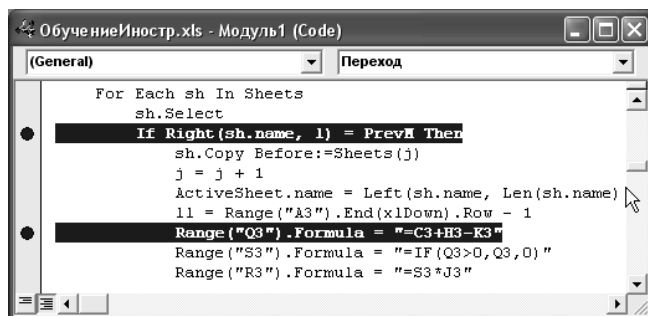 ОбучениеИностр.xls - Модуль1 (Code)
(General) Переход
For Each sh In Sheets
sh.Select
If Right(sh.name, 1) = PrevM Then
sh.Copy Before:=Sheets(j)
j = j + 1
ActiveSheet.name = Left(sh.name, Len(sh.name)
ll = Range("A3").End(xlDown).Row - 1
Range("Q3").Formula = "=C3+H3-K3"
Range("S3").Formula = "=IF(Q3>0,Q3,0)"
Range("R3").Formula = "=S3*J3"